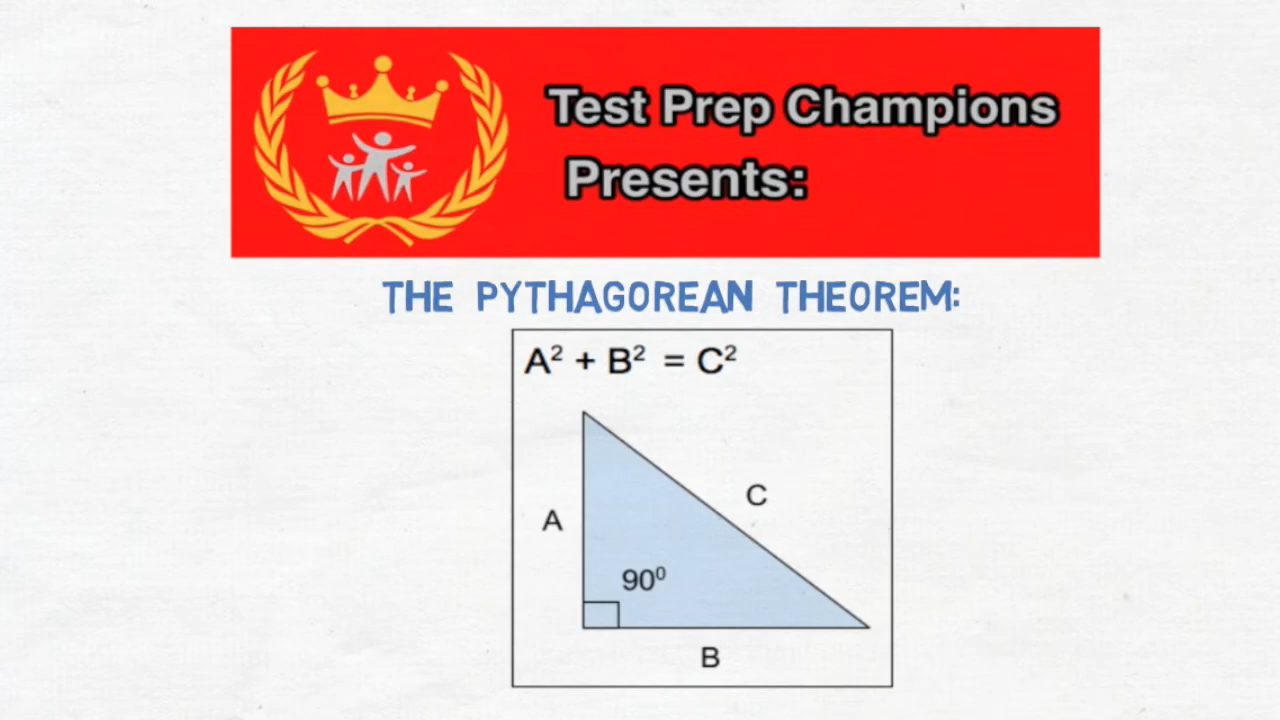 Test Prep Champions
Presents:
THE PYTHAGOREAN THEOREM:
A² + B² = C²
C
A
90⁰
B